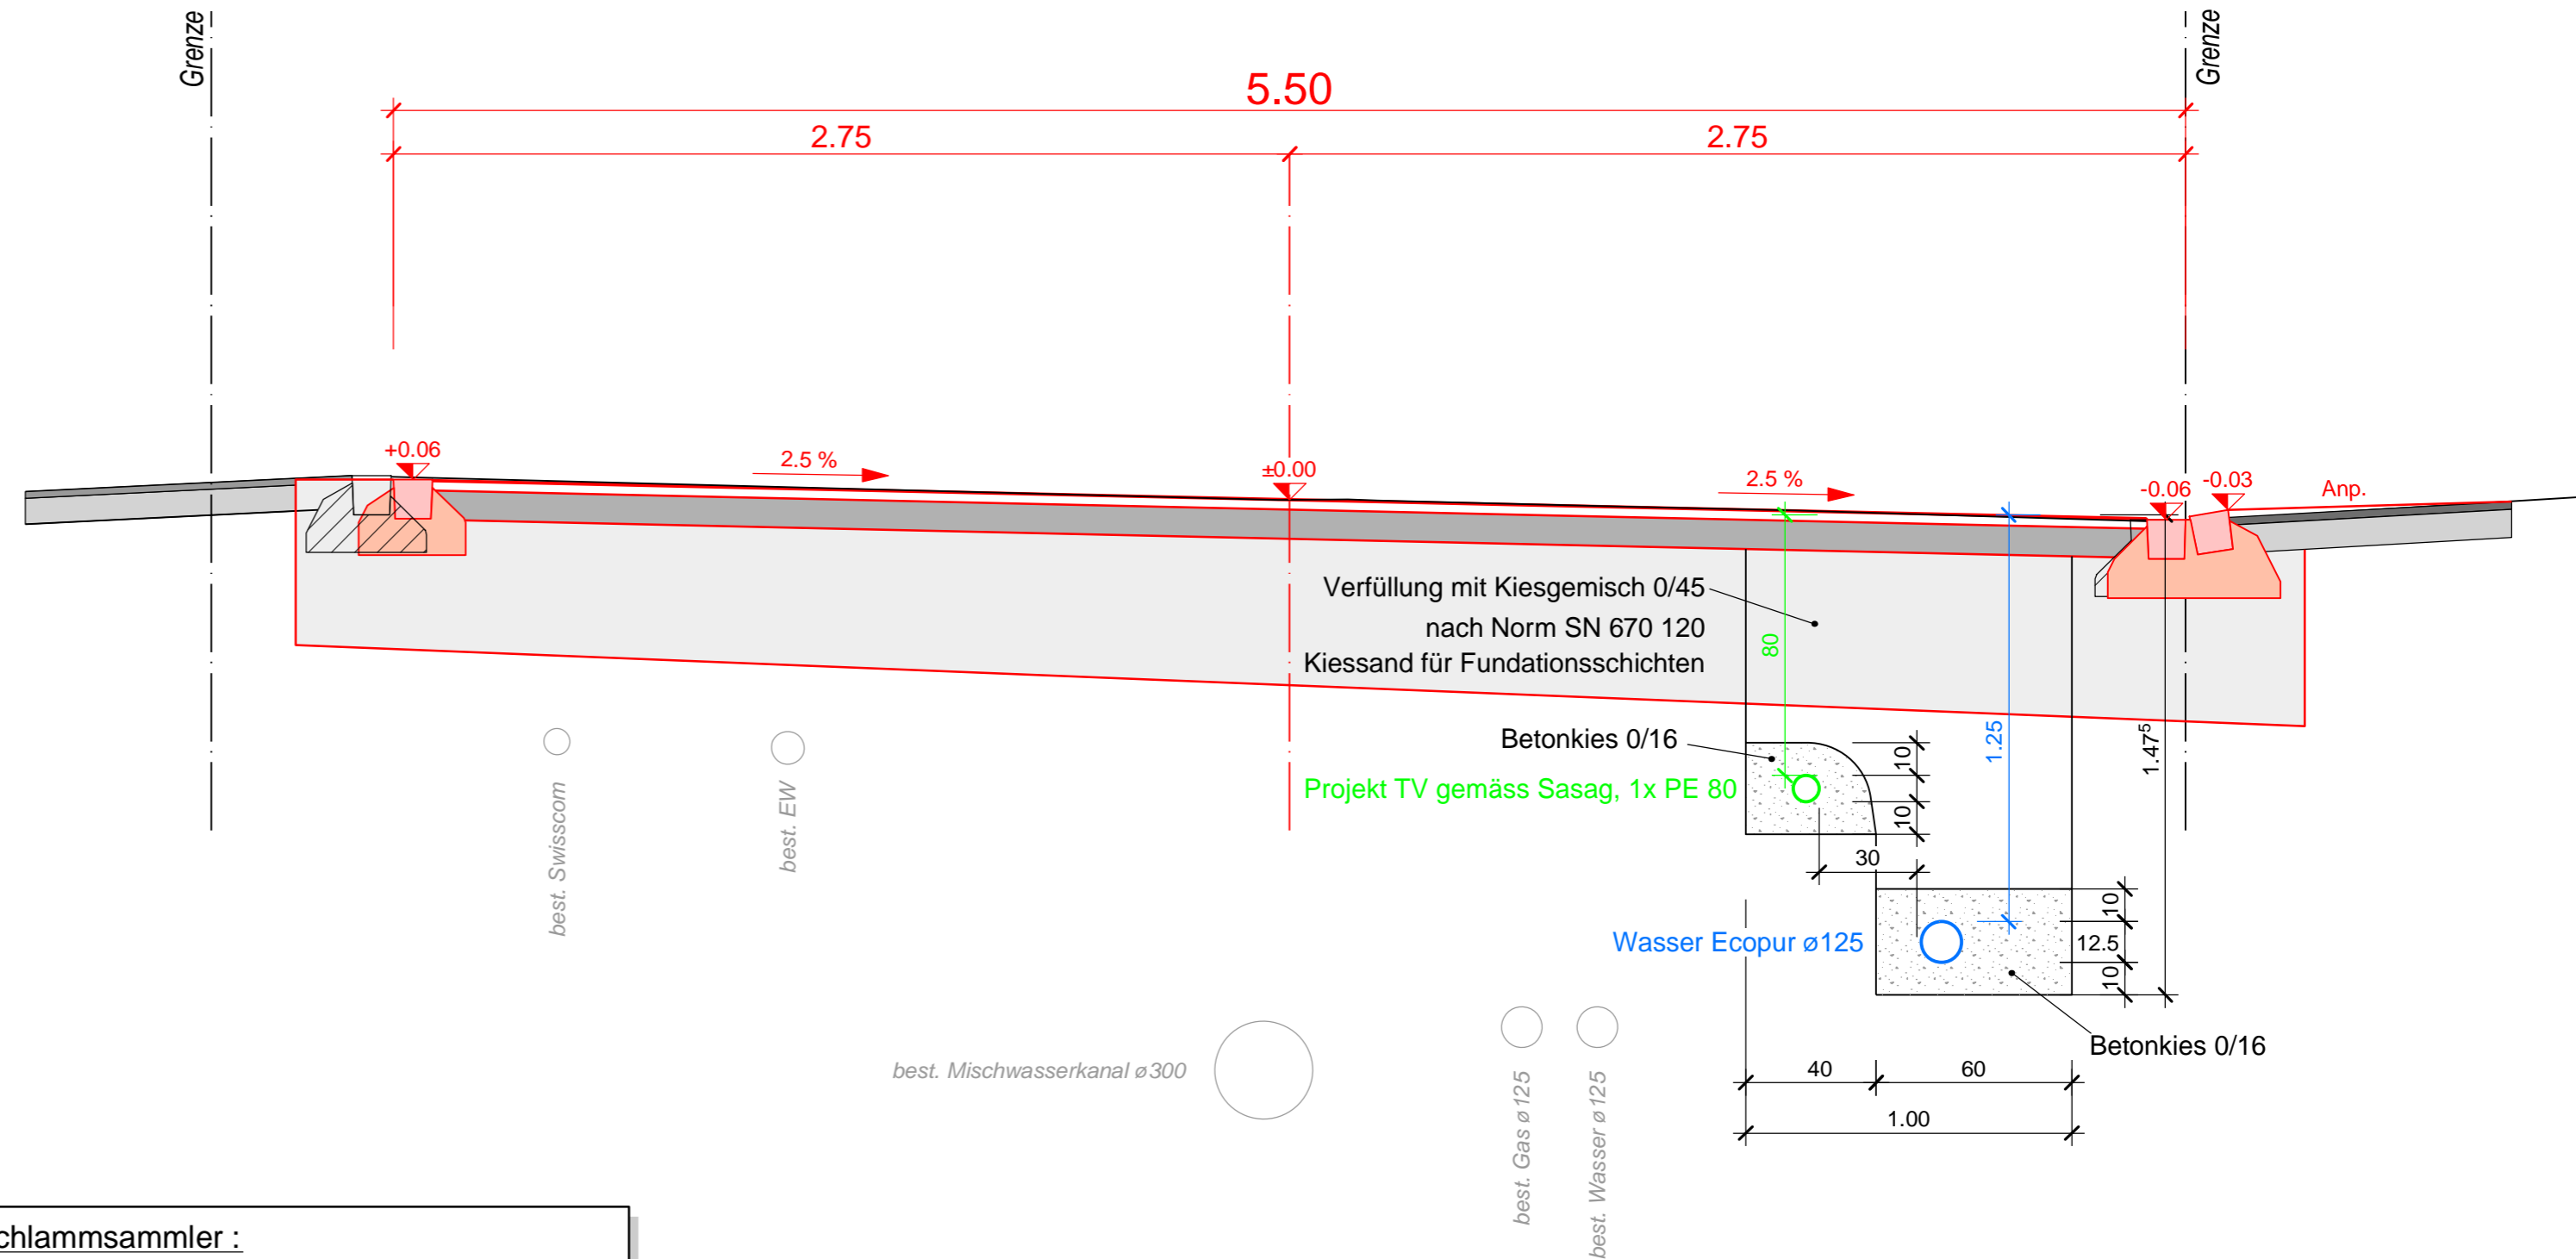 Grenze
Grenze
5.50
2.75
2.75
+0.06
2.5 %
±0.00
2.5 %
-0.06
-0.03
Anp.
Verfüllung mit Kiesgemisch 0/45
nach Norm SN 670 120
Kiessand für Fundationsschichten
80
1.25
1.47⁵
Betonkies 0/16
Projekt TV gemäss Sasag, 1x PE 80
10
10
30
best. Swisscom
best. EW
Wasser Ecopur ø125
10
12.5
10
Betonkies 0/16
best. Mischwasserkanal ø300
best. Gas ø125
best. Wasser ø125
40
60
1.00
chlammsammler :